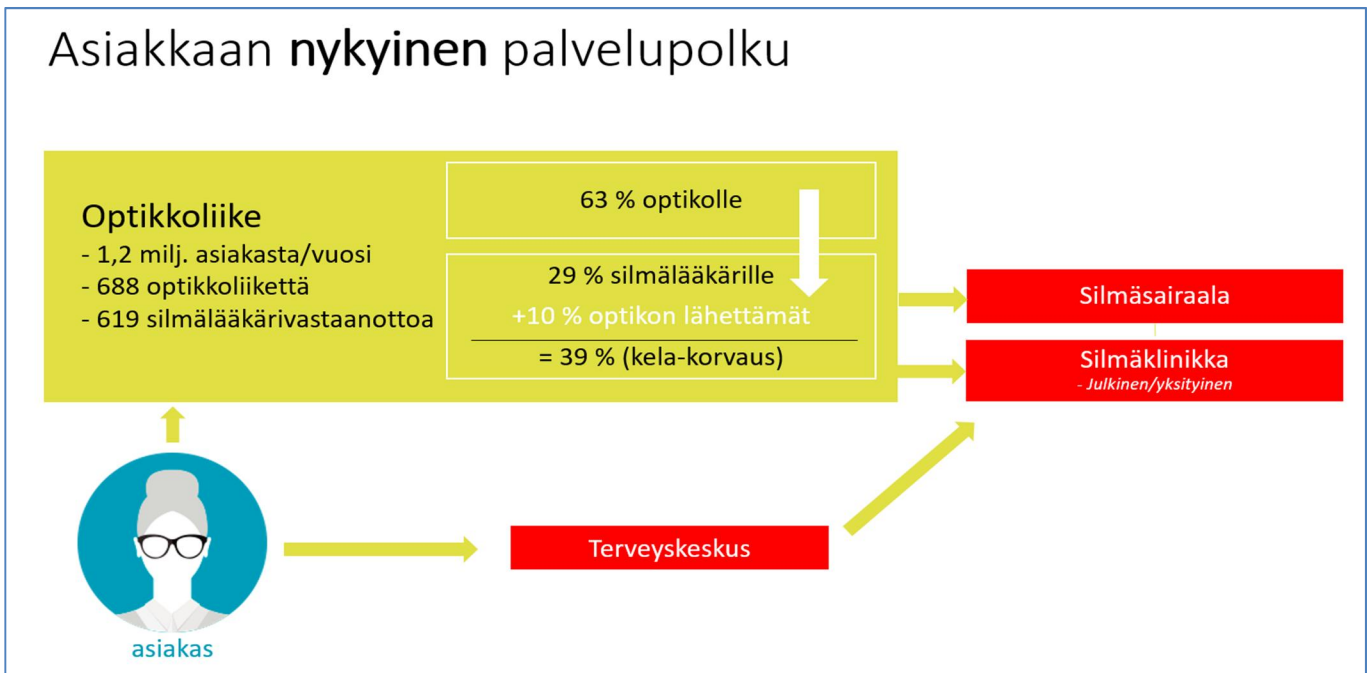 Asiakkaan nykyinen palvelupolku
Optikkoliike
- 1,2 milj. asiakasta/vuosi
- 688 optikkoliikettä
- 619 silmälääkärivastaanottoa
63 % optikolle
29 % silmälääkärille
+10 % optikon lähettämät
= 39 % (kela-korvaus)
Silmäsairaala
Silmäklinikka
- Julkinen/yksityinen
Terveyskeskus
asiakas